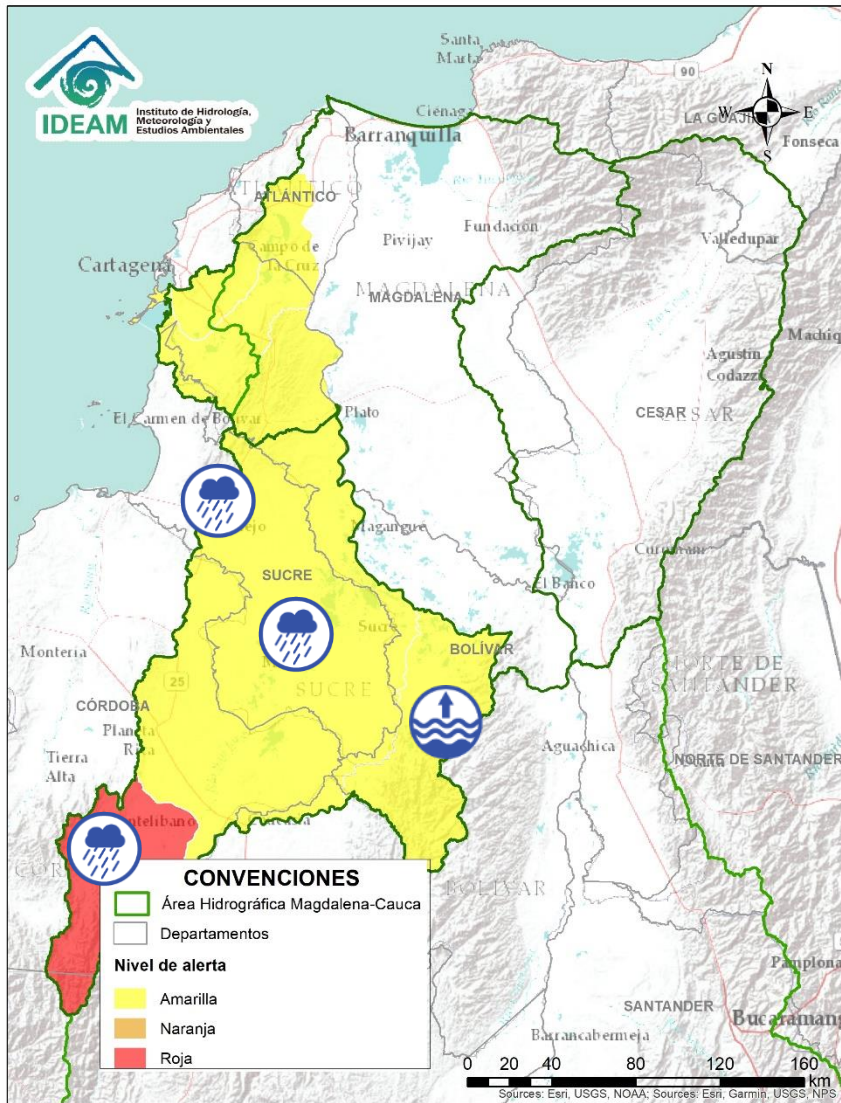 IDEAM
Instituto de Hidrología,
Meteorología y
Estudios Ambientales
Santa
Marta
90
N
W
E
S
LA GUAJIRA
Fonseca
Ciénaga
Barranquilla
ATLÁNTICO
ATLÁNTICO
Campo de
la Cruz
Pivijay
Fundación
Valledupar
Cartagena
MAGDALENA
MAGDALENA
Agustín
Codazzi
CESAR
CESAR
El Carmen de Bolívar
Plato
Magangue
SUCRE
Curumaní
El Banco
Sucre
BOLÍVAR
SUCRE
Montería
25
NORTE DE
SANTANDER
CÓRDOBA
Planeta
Rica
Aguachica
Tierra
Alta
NORTE DE SANTANDER
BOLÍVAR
CONVENCIONES
Área Hidrográfica Magdalena-Cauca
Departamentos
Nivel de alerta
Amarilla
Naranja
Roja
Pamplona
SANTANDER
Barrancabermeja
0 20 40 80 120 160
km
Sources: Esri, USGS, NOAA; Sources: Esri, Garmin, USGS, NPS